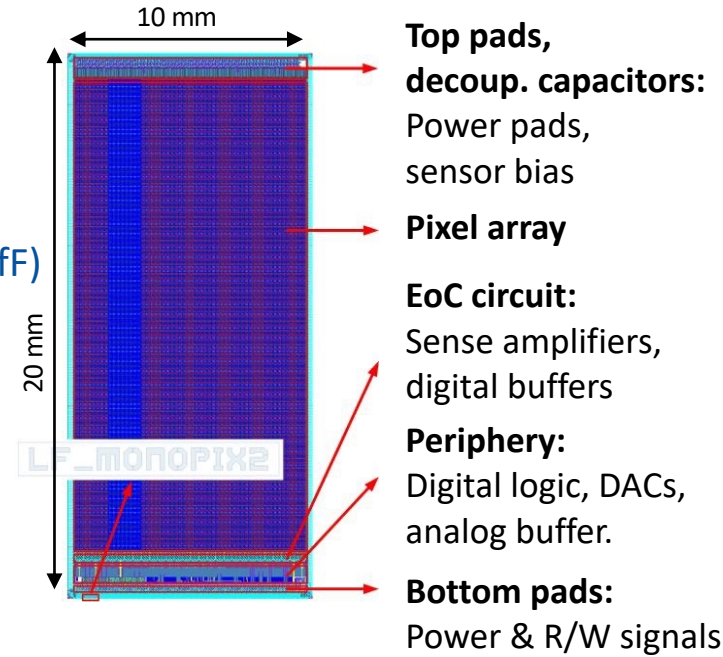 10 mm
20 mm
fF)
LF_MONOPIX2
Top pads,
decoup. capacitors:
Power pads,
sensor bias
Pixel array
EoC circuit:
Sense amplifiers,
digital buffers
Periphery:
Digital logic, DACs,
analog buffer.
Bottom pads:
Power & R/W signals